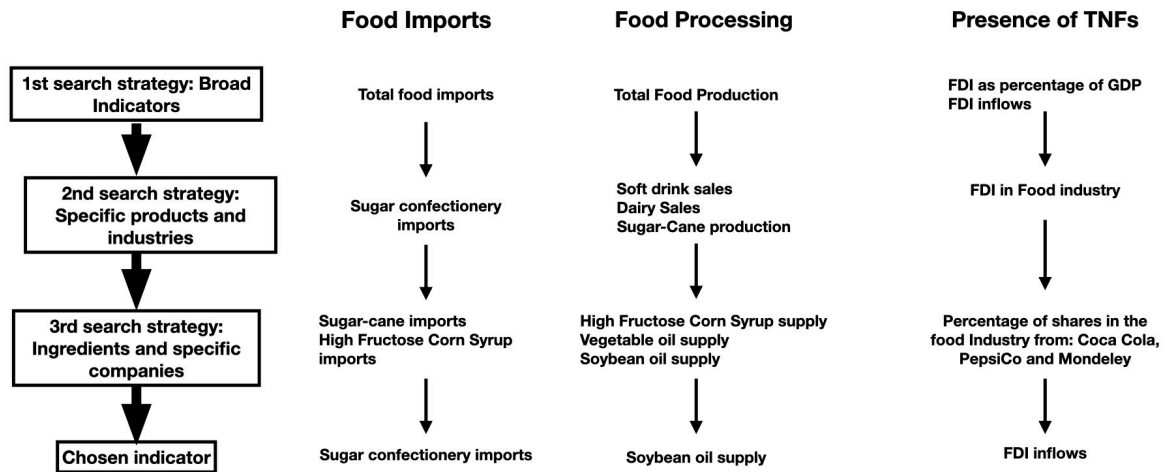 Food Imports
Food Processing
Presence of TNFs
1st search strategy: Broad
Indicators
Total food imports
Total Food Production
FDI as percentage of GDP
FDI inflows
2nd search strategy:
Specific products and
industries
Sugar confectionery
imports
Soft drink sales
Dairy Sales
Sugar-Cane production
FDI in Food industry
3rd search strategy:
Ingredients and specific
companies
Sugar-cane imports
High Fructose Corn Syrup
imports
High Fructose Corn Syrup supply
Vegetable oil supply
Soybean oil supply
Percentage of shares in the
food Industry from: Coca Cola,
PepsiCo and Mondeley
Chosen indicator
Sugar confectionery imports
Soybean oil supply
FDI inflows